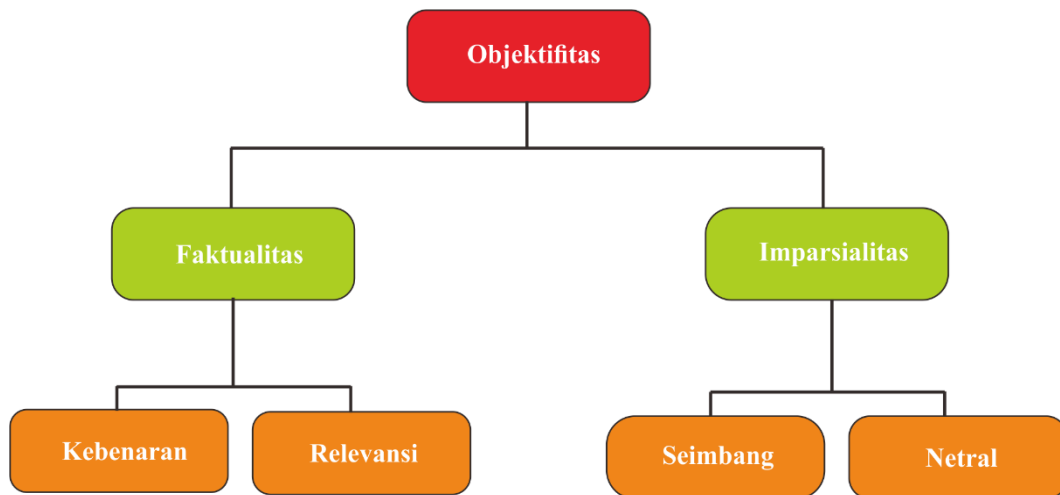 Objektifitas
Faktualitas
Imparsialitas
Kebenaran
Relevansi
Seimbang
Netral